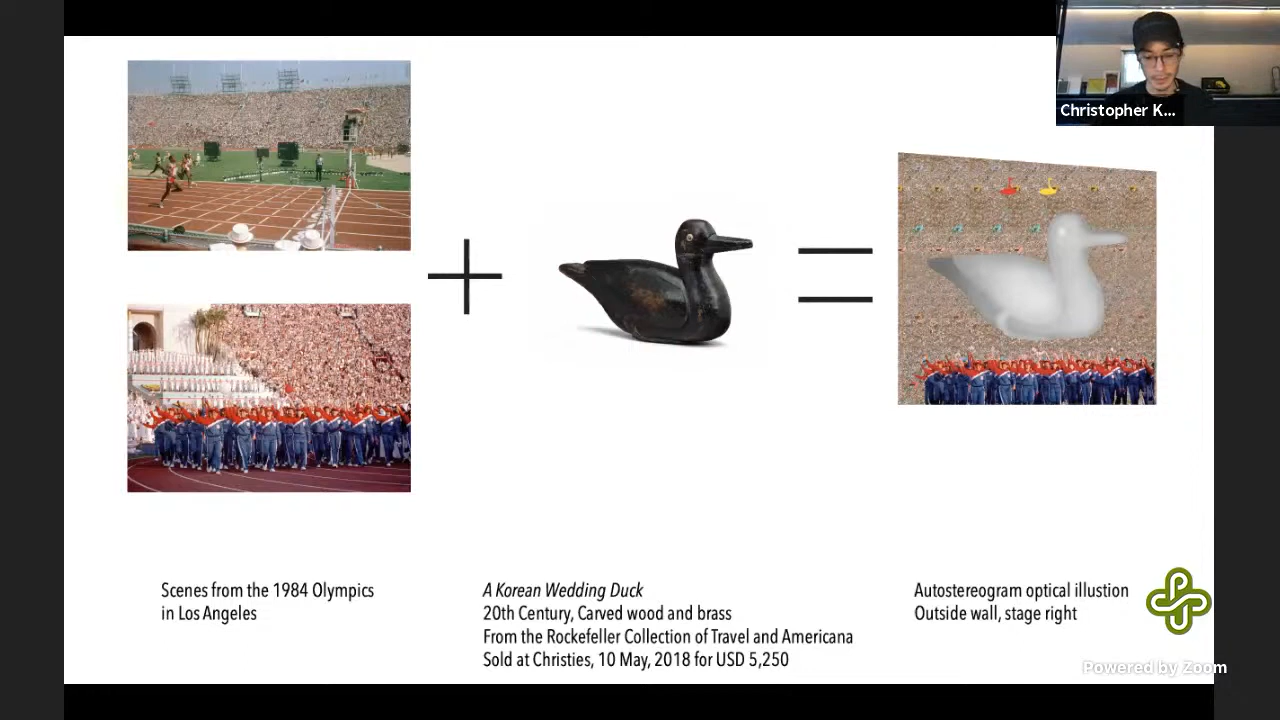 Christopher K...
Scenes from the 1984 Olympics
in Los Angeles
A Korean Wedding Duck
20th Century, Carved wood and brass
From the Rockefeller Collection of Travel and Americana
Sold at Christies, 10 May, 2018 for USD 5,250
Autostereogram optical illustion
Outside wall, stage right
Powered by Zoom